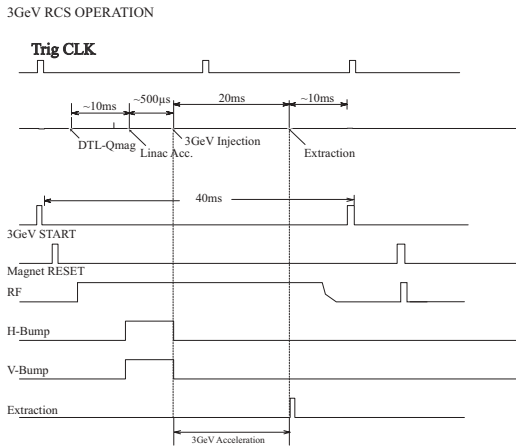 3GeV RCS OPERATION
Trig CLK
~10ms ~500μs 20ms ~10ms
DTL-Qmag Linac Acc. 3GeV Injection Extraction
40ms
3GeV START
Magnet RESET
RF
H-Bump
V-Bump
Extraction
3GeV Acceleration